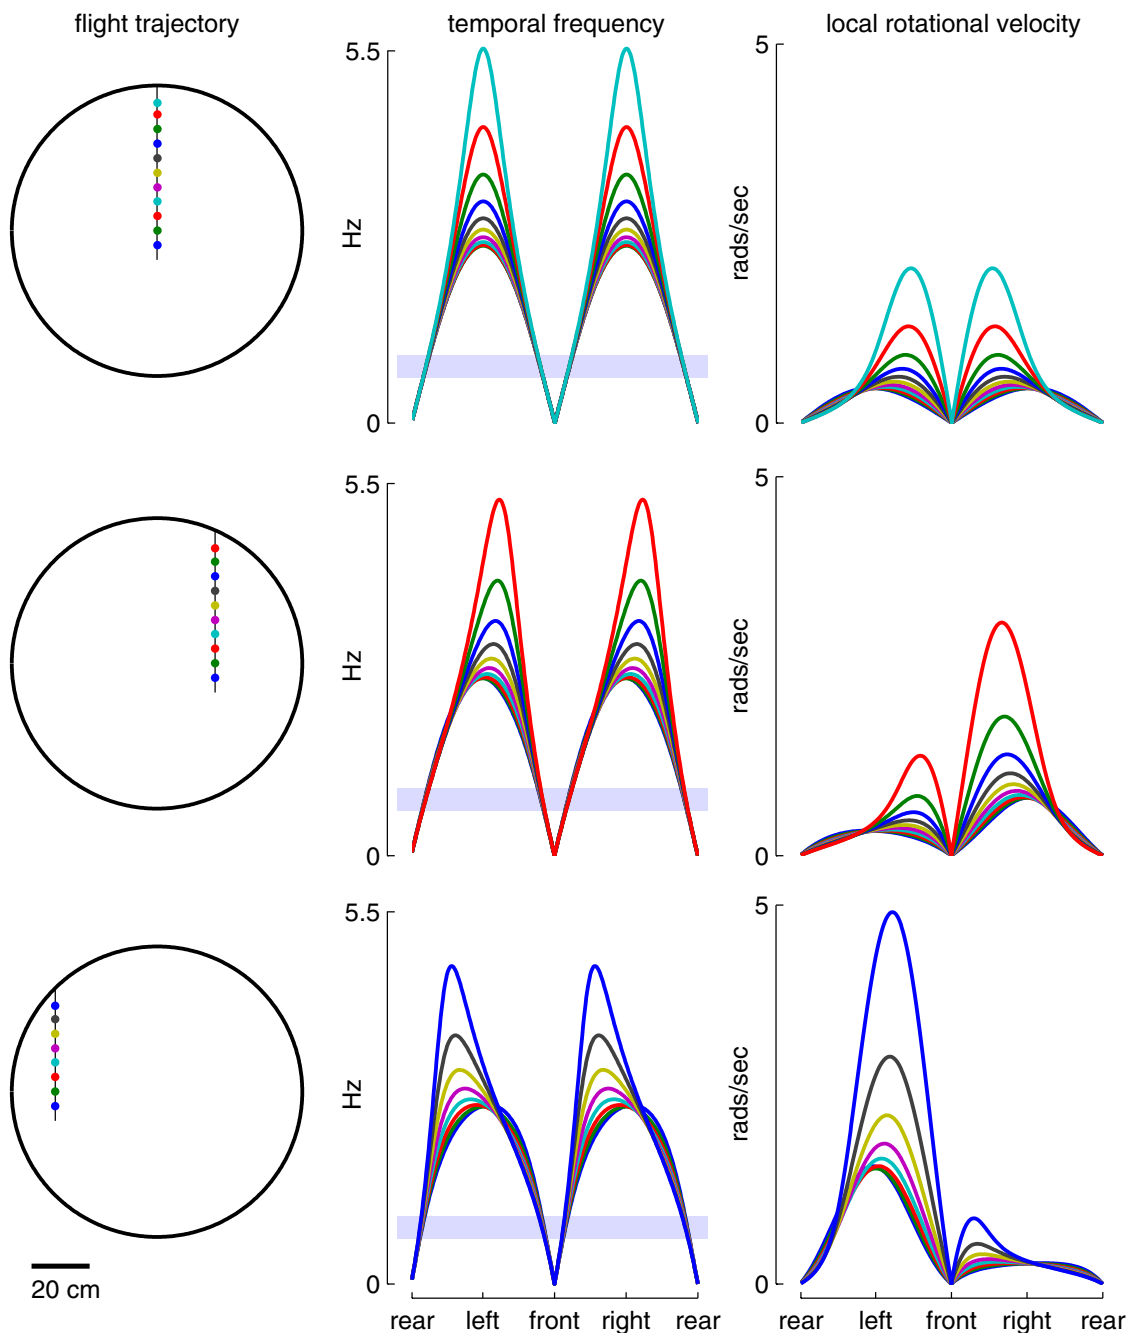 flight trajectory temporal frequency local rotational velocity
5.5 5
Hz rads/sec
0 0
5.5 5
Hz rads/sec
0 0
5.5 5
Hz rads/sec
20 cm
0 0
rear left front right rear rear left front right rear